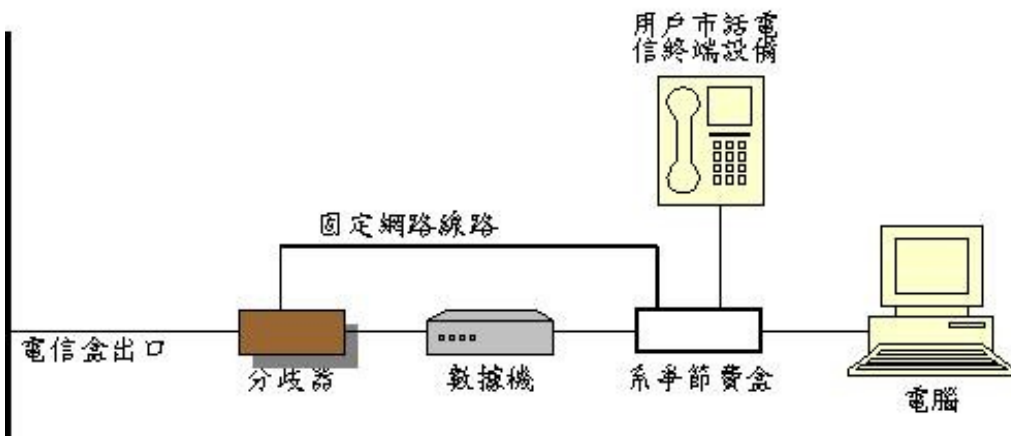 用戶市話電
信終端設備
固定網路線路
電信盒出口
分歧器
數據機
系爭節費盒
電腦